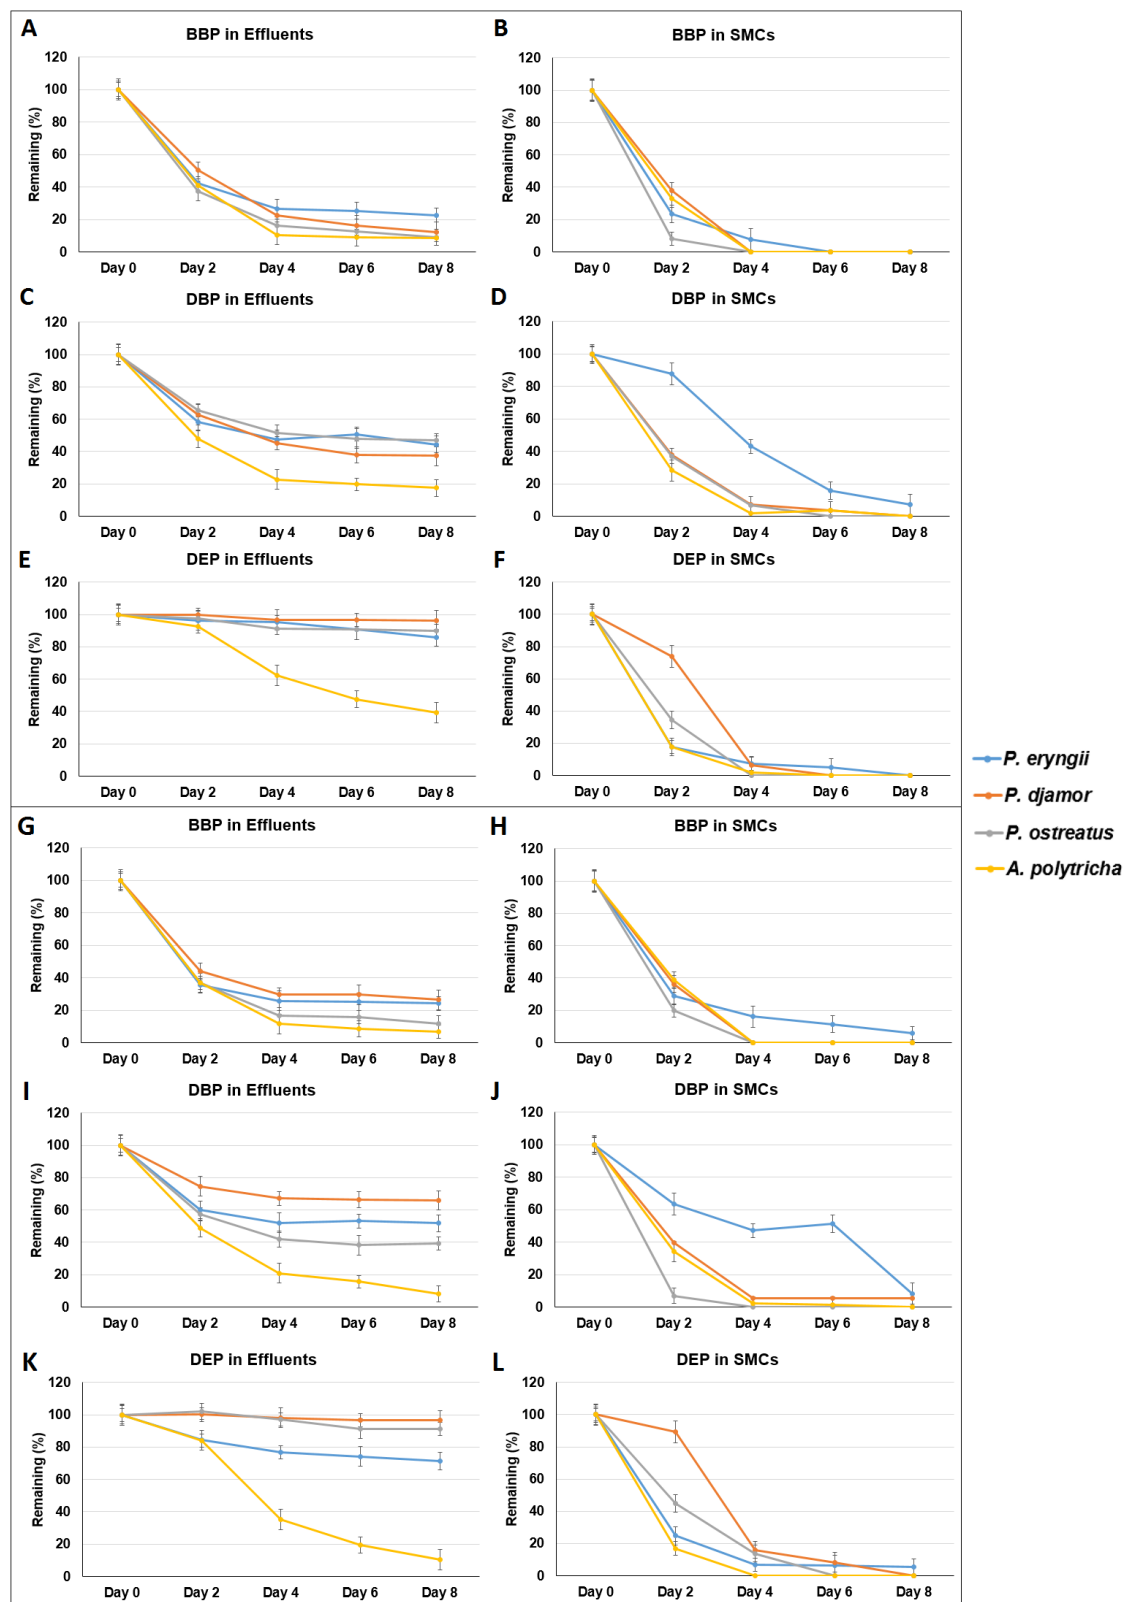 A
BBP in Effluents
Remaining (%)
120
100
80
60
40
20
0
Day 0 Day 2 Day 4 Day 6 Day 8
B
BBP in SMCs
Remaining (%)
120
100
80
60
40
20
0
Day 0 Day 2 Day 4 Day 6 Day 8
C
DBP in Effluents
Remaining (%)
120
100
80
60
40
20
0
Day 0 Day 2 Day 4 Day 6 Day 8
D
DBP in SMCs
Remaining (%)
120
100
80
60
40
20
0
Day 0 Day 2 Day 4 Day 6 Day 8
E
DEP in Effluents
Remaining (%)
120
100
80
60
40
20
0
Day 0 Day 2 Day 4 Day 6 Day 8
F
DEP in SMCs
Remaining (%)
120
100
80
60
40
20
0
Day 0 Day 2 Day 4 Day 6 Day 8
P. eryngii
P. djamor
P. ostreatus
A. polytricha
G
BBP in Effluents
Remaining (%)
120
100
80
60
40
20
0
Day 0 Day 2 Day 4 Day 6 Day 8
H
BBP in SMCs
Remaining (%)
120
100
80
60
40
20
0
Day 0 Day 2 Day 4 Day 6 Day 8
I
DBP in Effluents
Remaining (%)
120
100
80
60
40
20
0
Day 0 Day 2 Day 4 Day 6 Day 8
J
DBP in SMCs
Remaining (%)
120
100
80
60
40
20
0
Day 0 Day 2 Day 4 Day 6 Day 8
K
DEP in Effluents
Remaining (%)
120
100
80
60
40
20
0
Day 0 Day 2 Day 4 Day 6 Day 8
L
DEP in SMCs
Remaining (%)
120
100
80
60
40
20
0
Day 0 Day 2 Day 4 Day 6 Day 8